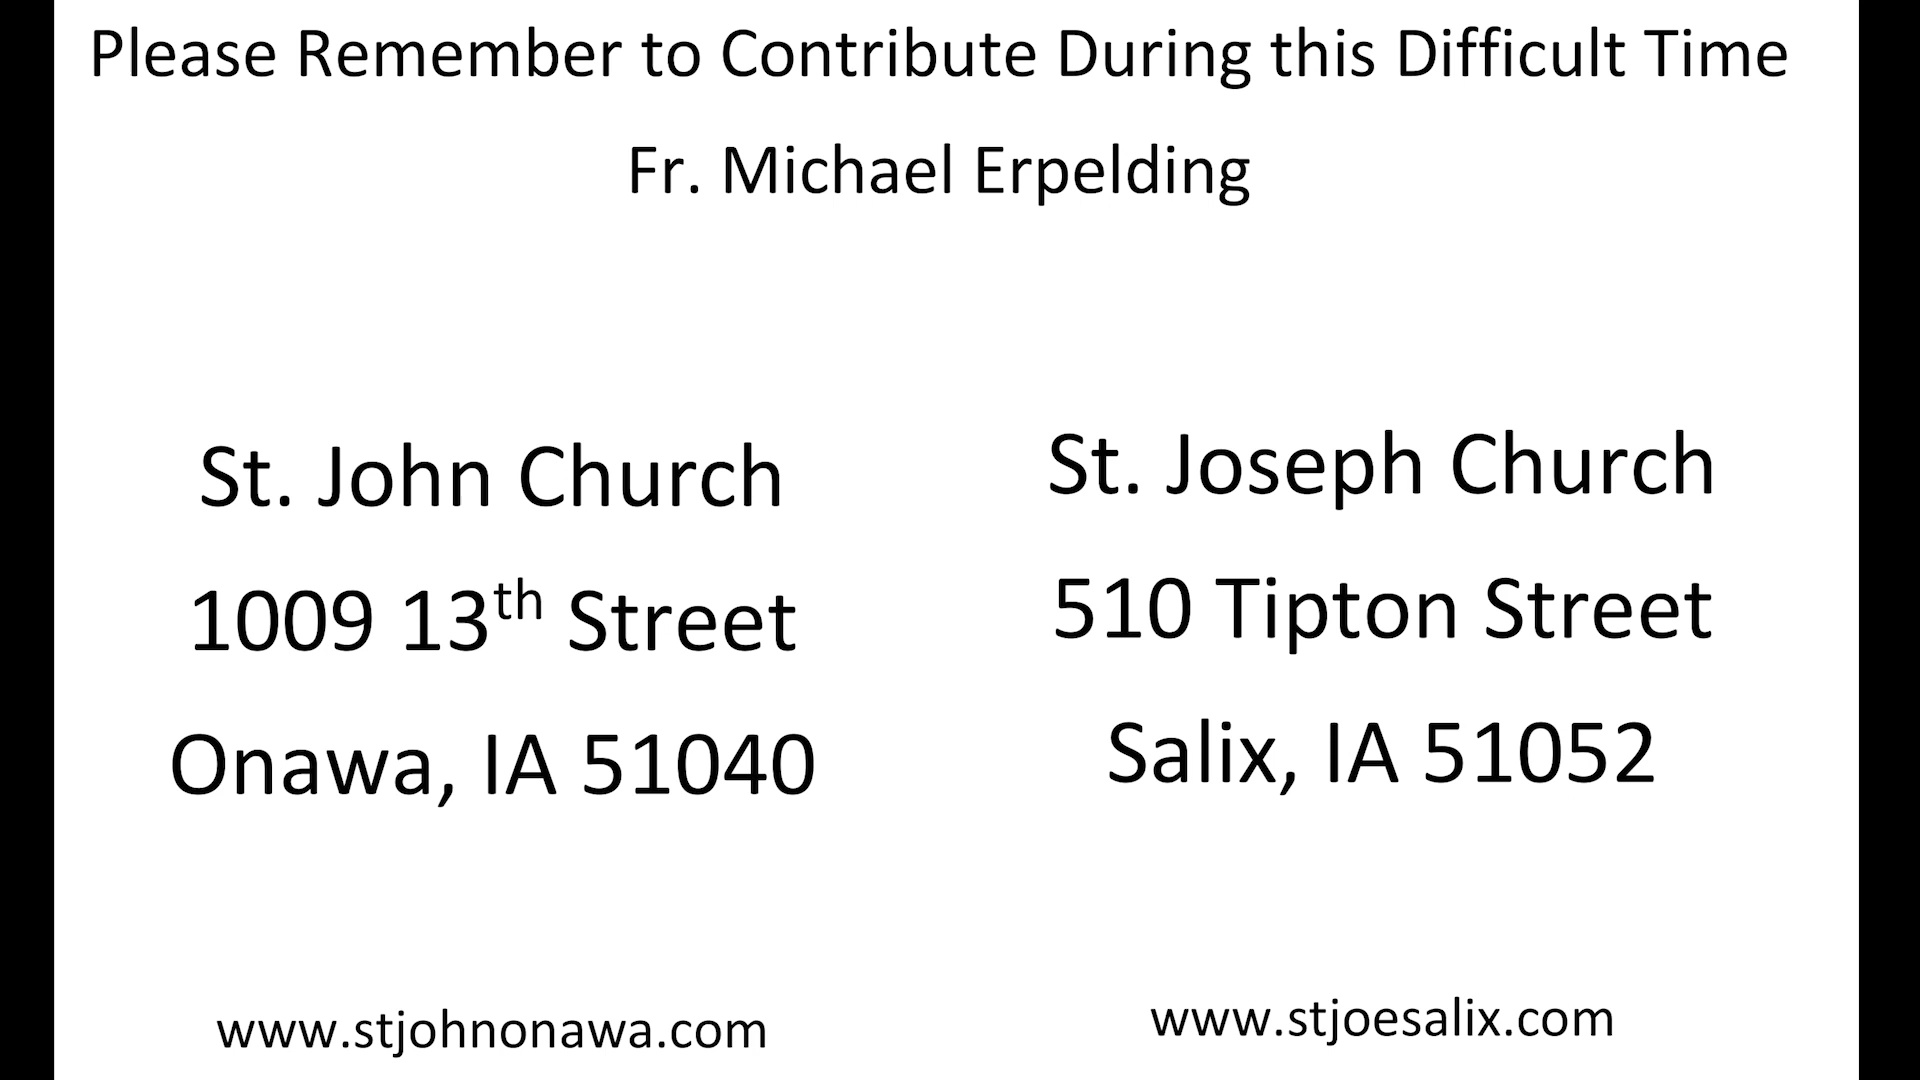 Please Remember to Contribute During this Difficult Time
Fr. Michael Erpelding
St. John Church
1009 13th Street
Onawa, IA 51040
www.stjohnonawa.com
St. Joseph Church
510 Tipton Street
Salix, IA 51052
www.stjoesalix.com